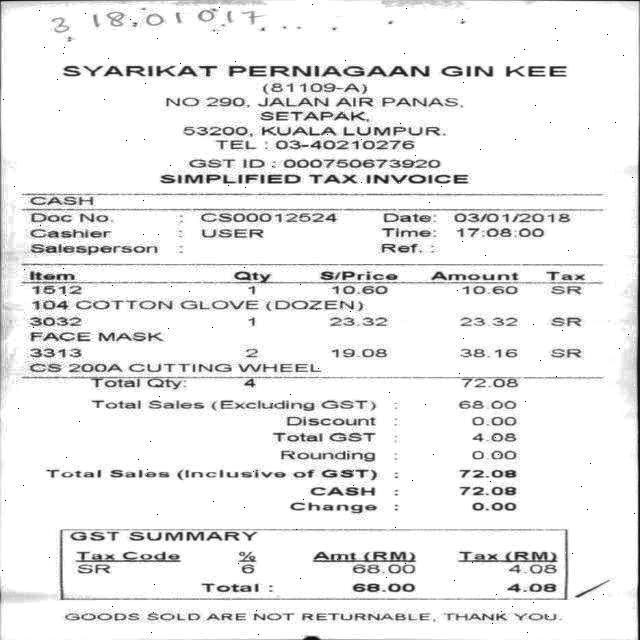 3 18.01017
SYARIKAT PERNIAGAAN GIN KEE
(81109-A)
NO 290, JALAN AIR PANAS,
SETAPAK,
53200, KUALA LUMPUR.
TEL : 03-40210276
GST ID : 000750673920
SIMPLIFIED TAX INVOICE
CASH
Doc No. : CS00012524 Date: 03/01/2018
Cashier : USER Time: 17:08:00
Salesperson : Ref. :
Item Qty S/Price Amount Tax
1512 1 10.60 10.60 SR
104 COTTON GLOVE (DOZEN)
3032 1 23.32 23.32 SR
FACE MASK
3313 2 19.08 38.16 SR
CS 200A CUTTING WHEEL
Total Qty: 4 72.08
Total Sales (Excluding GST) : 68.00
Discount : 0.00
Total GST : 4.08
Rounding : 0.00
Total Sales (Inclusive of GST) : 72.08
CASH : 72.08
Change : 0.00
GST SUMMARY
Tax Code % Amt (RM) Tax (RM)
SR 6 68.00 4.08
Total : 68.00 4.08
GOODS SOLD ARE NOT RETURNABLE, THANK YOU.